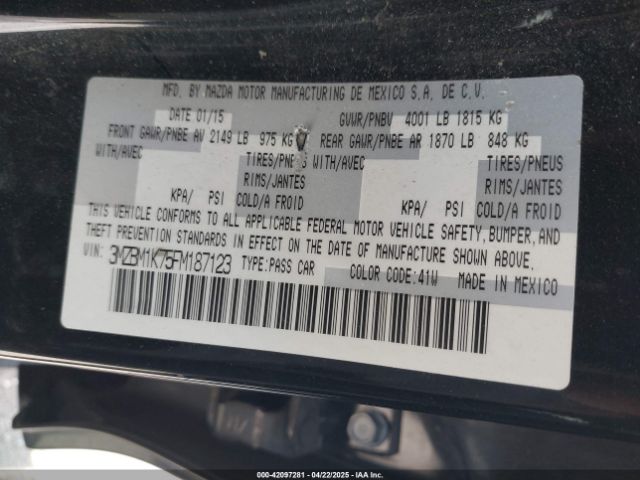 MFD. BY MAZDA MOTOR MANUFACTURING DE MEXICO S.A. DE C.V.
DATE 01/15 GVWR/PNBV 4001 LB 1815 KG
FRONT GAWR/PNBE AV 2149 LB 975 KG REAR GAWR/PNBE AR 1870 LB 848 KG
WITH/AVEC TIRES/PNEUS WITH/AVEC TIRES/PNEUS
RIMS/JANTES RIMS/JANTES
KPA/ PSI COLD/A FROID KPA/ PSI COLD/A FROID
THIS VEHICLE CONFORMS TO ALL APPLICABLE FEDERAL MOTOR VEHICLE SAFETY, BUMPER, AND
THEFT PREVENTION STANDARDS IN EFFECT ON THE DATE OF MANUFACTURE SHOWN ABOVE.
VIN: 3MZBM1K75FM187123 TYPE:PASS CAR COLOR CODE:41W MADE IN MEXICO
000-42097281 - 04/22/2025 - IAA Inc.